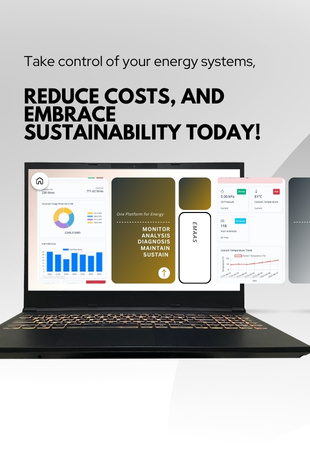 Take control of your energy systems,
REDUCE COSTS, AND
EMBRACE
SUSTAINABILITY TODAY!
One Platform for Energy
MONITOR
ANALYSIS
DIAGNOSIS
MAINTAIN
SUSTAIN
EMAAS